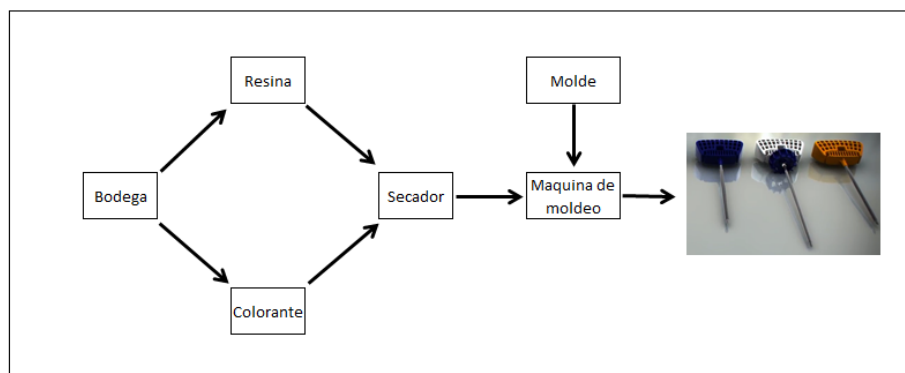 Resina
Molde
Bodega
Secador
Maquina de
moldeo
Colorante